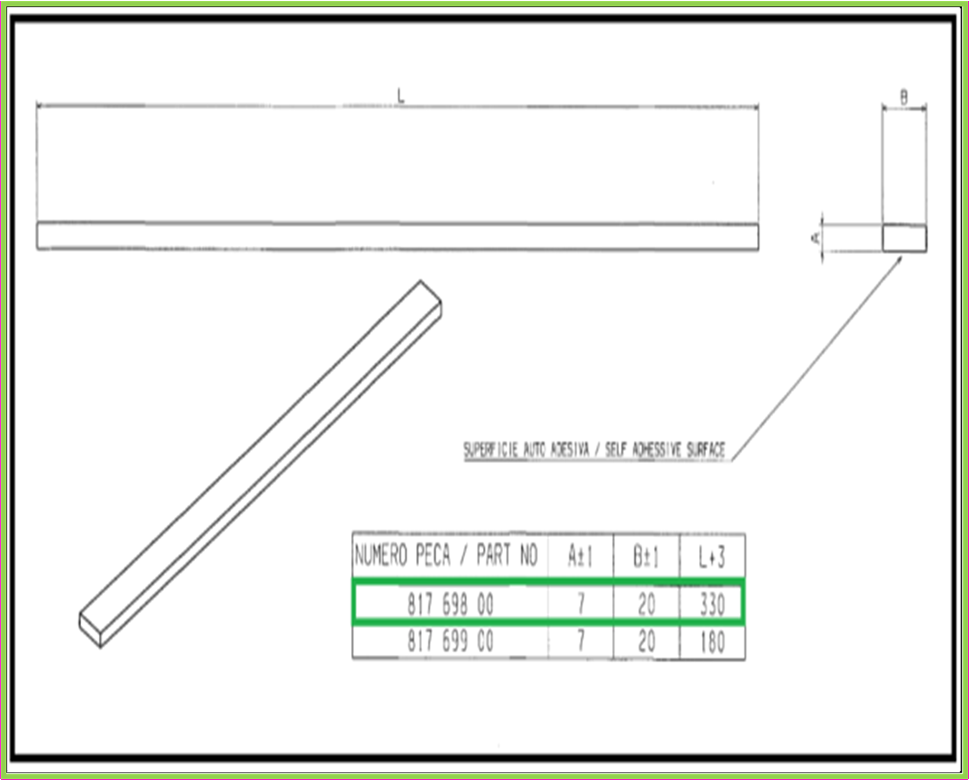 L
B
A
SUPERFICIE AUTO ADESIVA / SELF ADHESSIVE SURFACE
NUMERO PECA / PART NO A±1 B±1 L+3
817 698 00 7 20 330
817 699 00 7 20 180